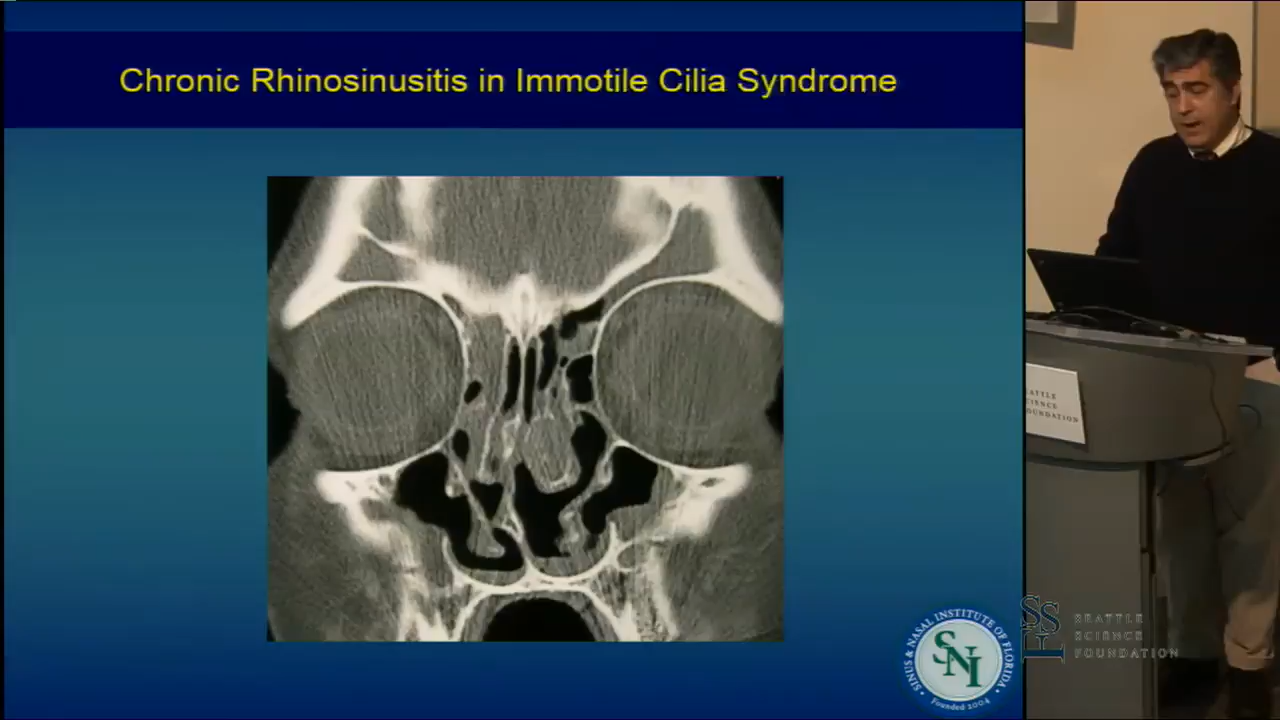 Chronic Rhinosinusitis in Immotile Cilia Syndrome
SINUS & NASAL INSTITUTE OF FLORIDA
SNI
Founded 2004
SCIENCE
FOUNDATION
SSF
SEATTLE
SCIENCE
FOUNDATION